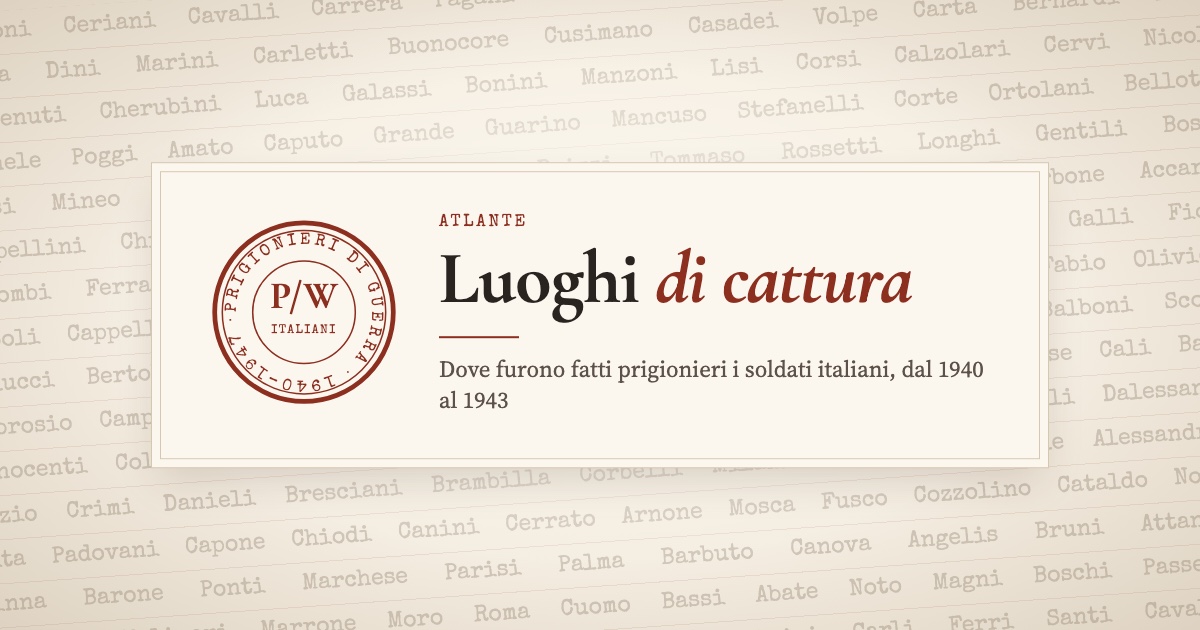 Ceriani Cavalli Carrera Cusimano Casadei Volpe Carta Bernardi
Dini Marini Carletti Buonocore Manzoni Lisi Corsi Calzolari Cervi
Cherubini Luca Galassi Bonini Mancuso Stefanelli Corte Ortolani
Poggi Amato Caputo Grande Guarino Tommaso Rossetti Longhi Gentili
Mineo
Galli
ATLANTE
Luoghi di cattura
PRIGIONIERI DI GUERRA · 1940–1947 ·
P/W
ITALIANI
Dove furono fatti prigionieri i soldati italiani, dal 1940
al 1943
Cali
Crimi Danieli Bresciani Brambilla Corbelli
Padovani Capone Chiodi Canini Cerrato Arnone Mosca Fusco Cozzolino Cataldo
Barone Ponti Marchese Parisi Palma Barbuto Canova Angelis Bruni
Marrone Moro Roma Cuomo Bassi Abate Noto Magni Boschi
Carli Ferri Santi